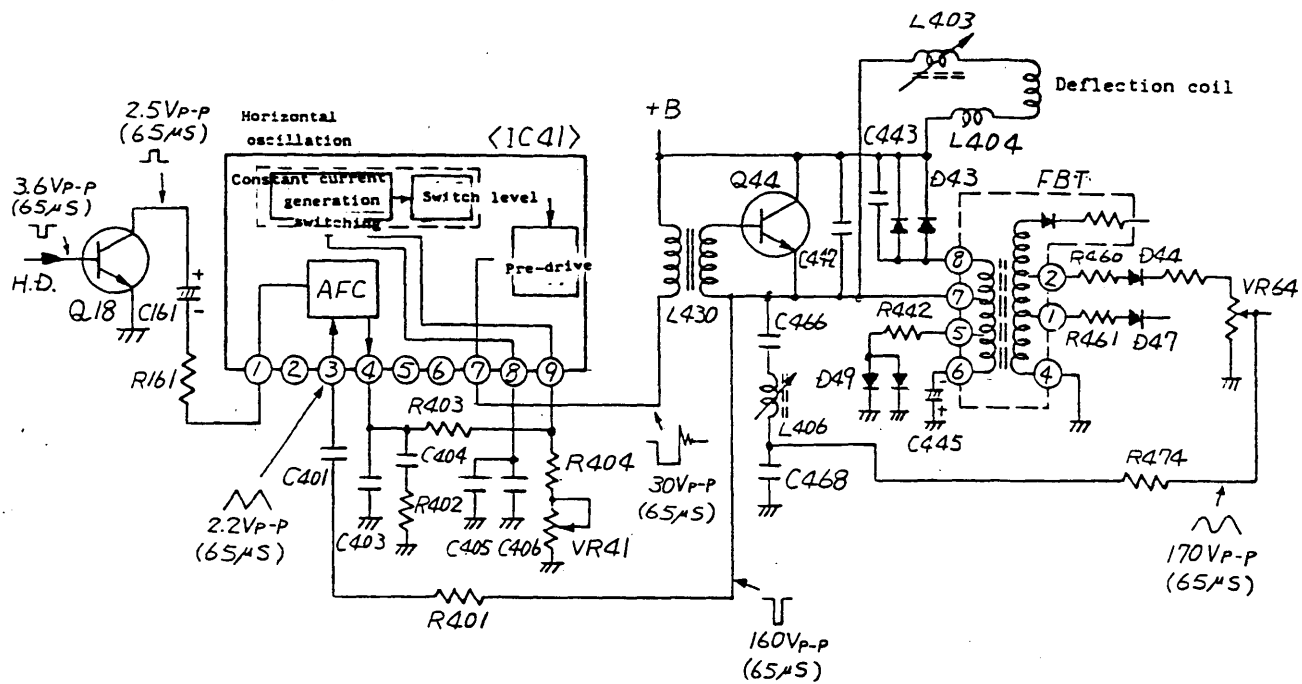 L403
Deflection coil
L404
2.5VP-P
(65μS)
Horizontal
oscillation
<IC41>
+B
C443
D43
FBT
3.6VP-P
(65μS)
Constant current
generation
switching
Switch level
Q44
H.D.
Q18
C161
+
-
AFC
Pre-drive
L430
C442
8
7
5
6
2
1
4
R460
D44
VR64
R461
D47
R442
C466
D49
L406
-
+
C445
R161
1
2
3
4
5
6
7
8
9
R403
C401
C404
R404
C468
R474
R402
C403
C405
C406
VR41
30VP-P
(65μS)
2.2VP-P
(65μS)
170VP-P
(65μS)
R401
160VP-P
(65μS)